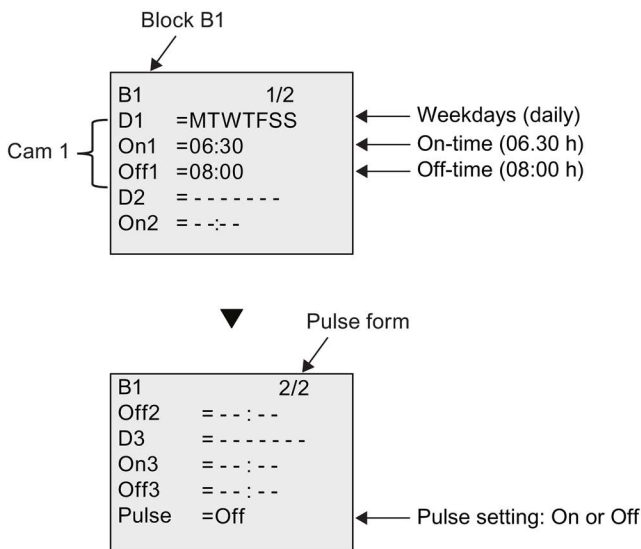 Block B1
B1 1/2
D1 =MTWTFSS Weekdays (daily)
On1 =06:30 On-time (06.30 h)
Cam 1
Off1 =08:00 Off-time (08:00 h)
D2 = - - - - - - -
On2 = - -:- -
Pulse form
B1 2/2
Off2 = - - : - -
D3 = - - - - - - -
On3 = - - : - -
Off3 = - - : - -
Pulse =Off Pulse setting: On or Off